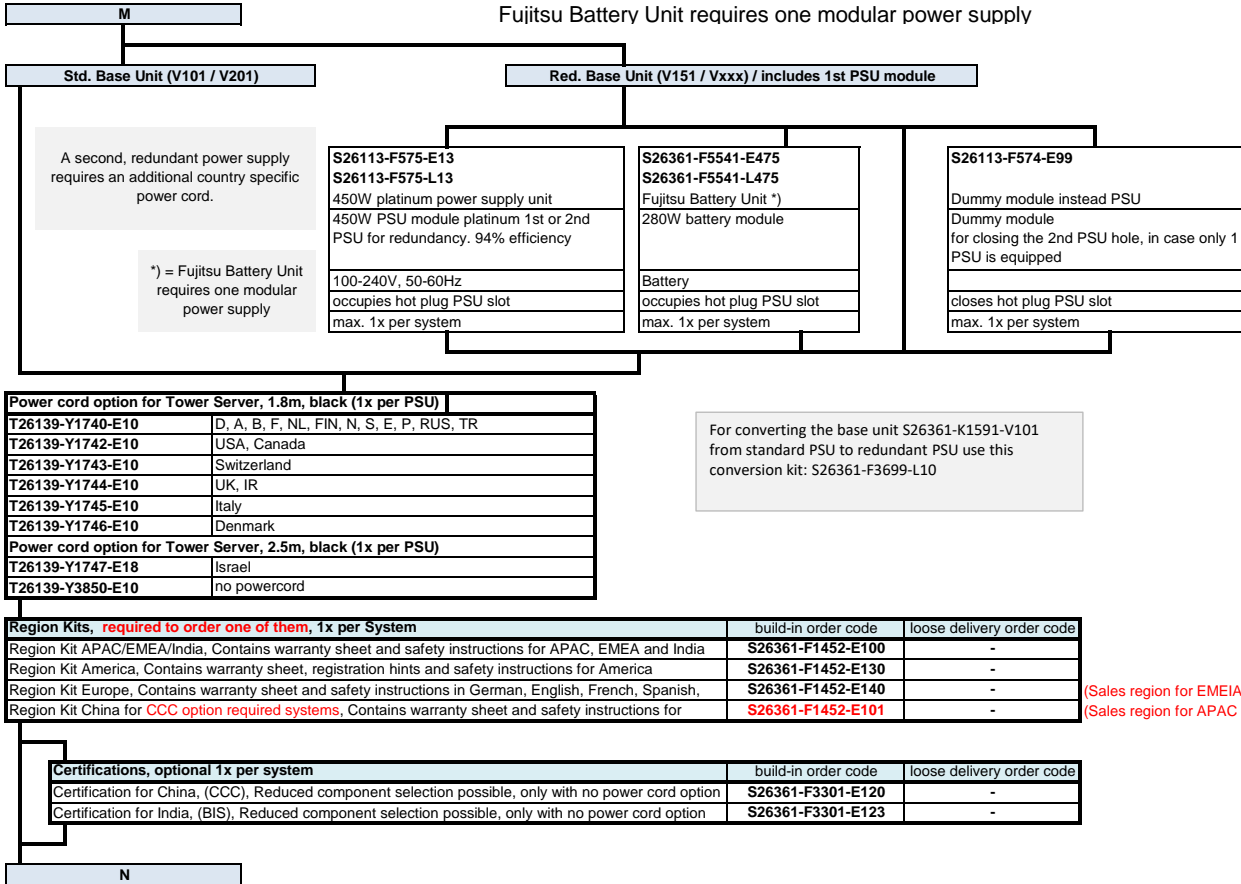 M
Fujitsu Battery Unit requires one modular power supply
Std. Base Unit (V101 / V201)
Red. Base Unit (V151 / Vxxx) / includes 1st PSU module
A second, redundant power supply
requires an additional country specific
power cord.
*) = Fujitsu Battery Unit
requires one modular
power supply
S26113-F575-E13
S26113-F575-L13
450W platinum power supply unit
450W PSU module platinum 1st or 2nd
PSU for redundancy. 94% efficiency
100-240V, 50-60Hz
occupies hot plug PSU slot
max. 1x per system
S26361-F5541-E475
S26361-F5541-L475
Fujitsu Battery Unit *)
280W battery module
Battery
occupies hot plug PSU slot
max. 1x per system
S26113-F574-E99
Dummy module instead PSU
Dummy module
for closing the 2nd PSU hole, in case only 1
PSU is equipped
closes hot plug PSU slot
max. 1x per system
Power cord option for Tower Server, 1.8m, black (1x per PSU)
T26139-Y1740-E10 D, A, B, F, NL, FIN, N, S, E, P, RUS, TR
T26139-Y1742-E10 USA, Canada
T26139-Y1743-E10 Switzerland
T26139-Y1744-E10 UK, IR
T26139-Y1745-E10 Italy
T26139-Y1746-E10 Denmark
Power cord option for Tower Server, 2.5m, black (1x per PSU)
T26139-Y1747-E18 Israel
T26139-Y3850-E10 no powercord
For converting the base unit S26361-K1591-V101
from standard PSU to redundant PSU use this
conversion kit: S26361-F3699-L10
Region Kits, required to order one of them, 1x per System build-in order code loose delivery order code
Region Kit APAC/EMEA/India, Contains warranty sheet and safety instructions for APAC, EMEA and India S26361-F1452-E100 -
Region Kit America, Contains warranty sheet, registration hints and safety instructions for America S26361-F1452-E130 -
Region Kit Europe, Contains warranty sheet and safety instructions in German, English, French, Spanish, S26361-F1452-E140 - (Sales region for EMEIA
Region Kit China for CCC option required systems, Contains warranty sheet and safety instructions for S26361-F1452-E101 - (Sales region for APAC
Certifications, optional 1x per system build-in order code loose delivery order code
Certification for China, (CCC), Reduced component selection possible, only with no power cord option S26361-F3301-E120 -
Certification for India, (BIS), Reduced component selection possible, only with no power cord option S26361-F3301-E123 -
N